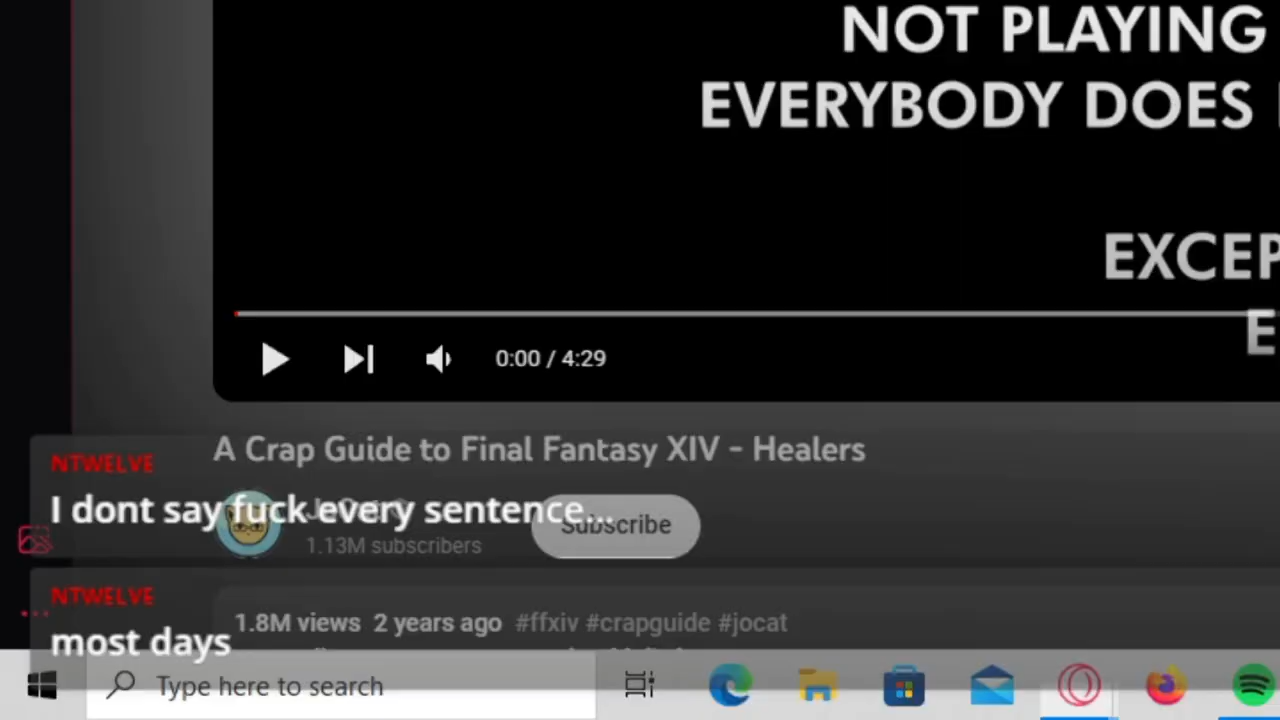 NOT PLAYING
EVERYBODY DOES
EXCEP
E
0:00 / 4:29
A Crap Guide to Final Fantasy XIV - Healers
NTWELVE
I dont say fuck every sentence...
Subscribe
1.13M subscribers
NTWELVE
most days
1.8M views 2 years ago #ffxiv #crapguide #jocat
Type here to search